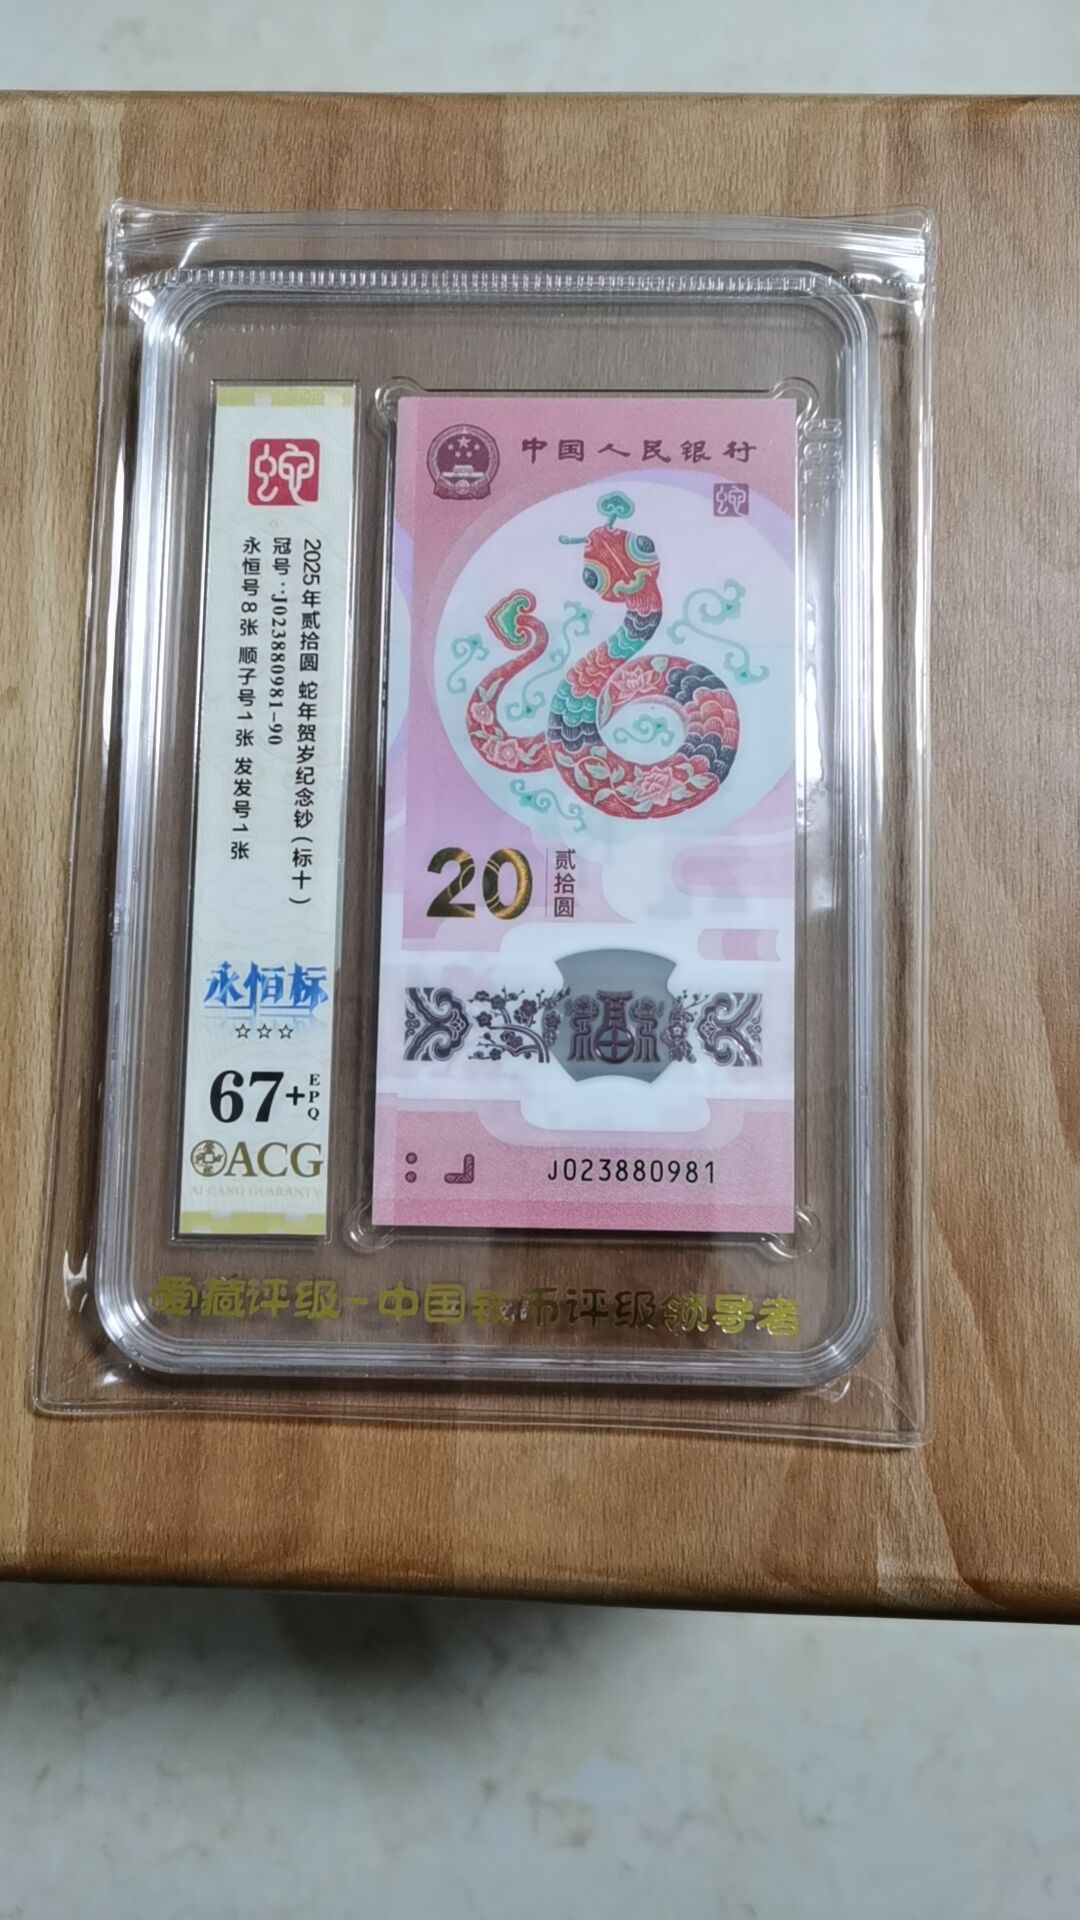 蛇
2025年贰拾圆 蛇年贺岁纪念钞(标十)
冠号:J023880981-90
永恒号8张 顺子号1张 发发号1张
永恒标
☆☆☆
67+EPQ
ACG
AI CANG GUARANTY
中国人民银行
蛇
20 贰拾圆
福
J023880981
爱藏评级-中国钱币评级领导者